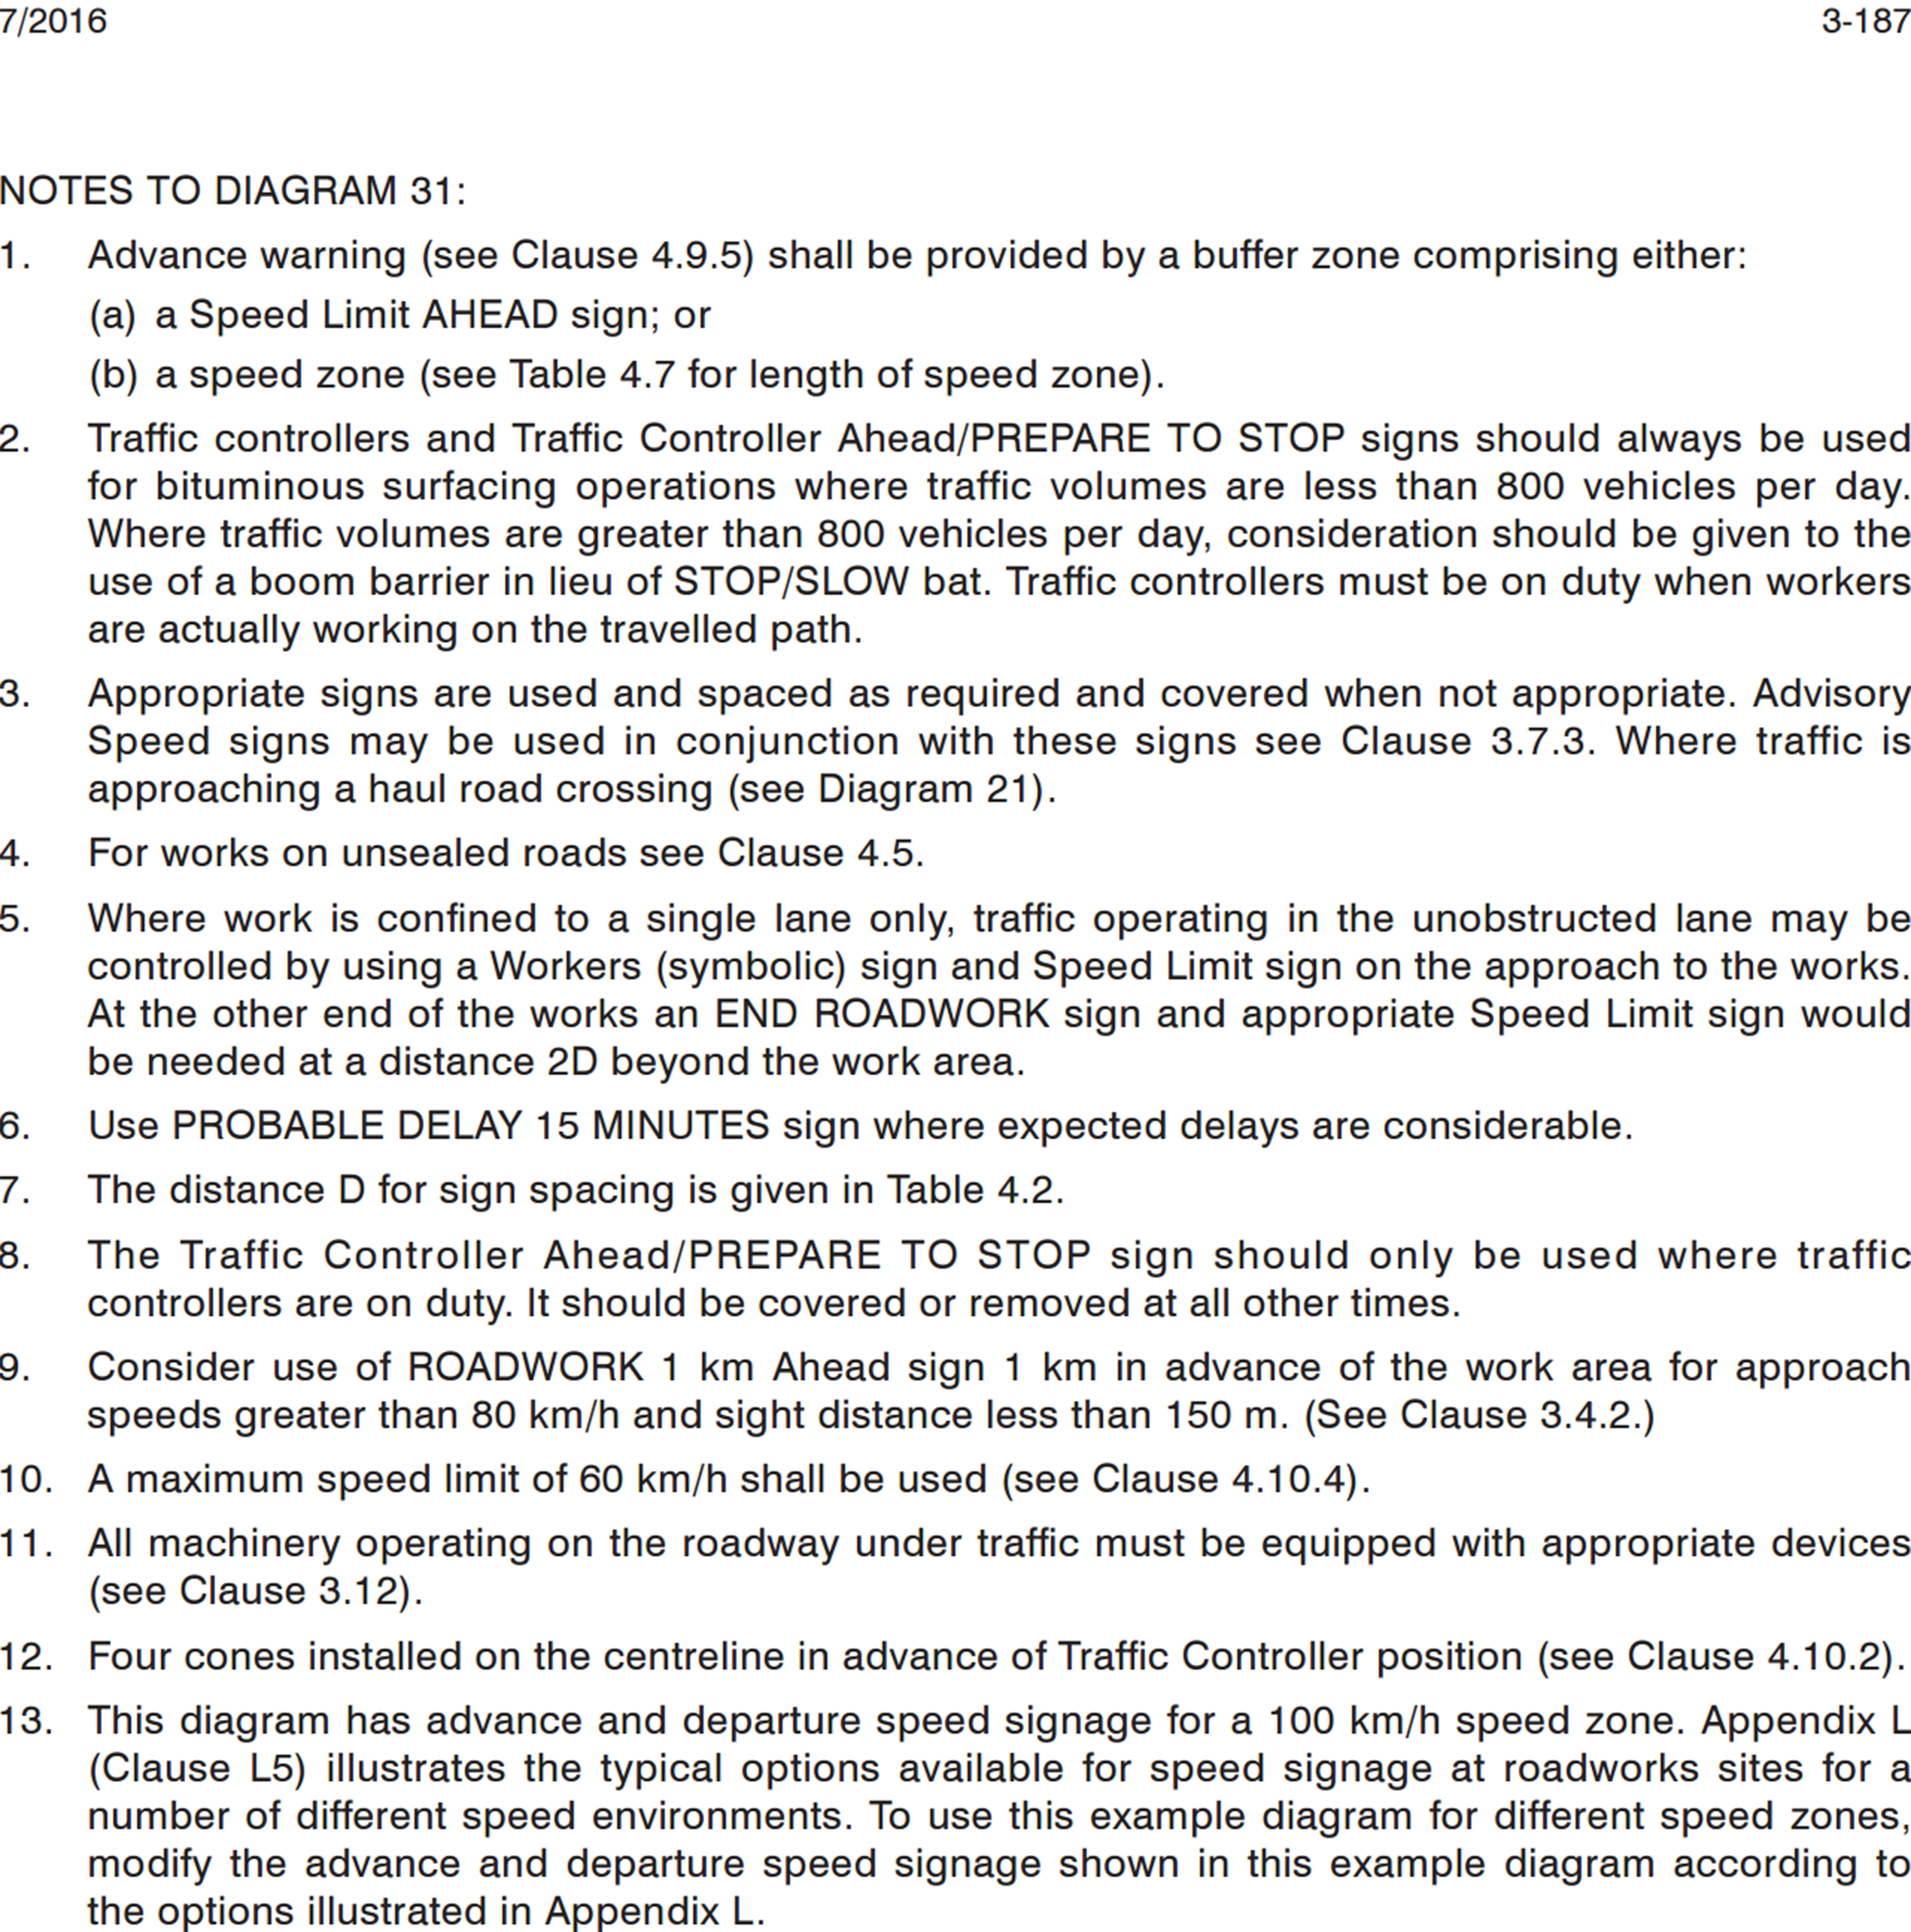 7/2016 3-187
NOTES TO DIAGRAM 31:
1. Advance warning (see Clause 4.9.5) shall be provided by a buffer zone comprising either:
(a) a Speed Limit AHEAD sign; or
(b) a speed zone (see Table 4.7 for length of speed zone).
2. Traffic controllers and Traffic Controller Ahead/PREPARE TO STOP signs should always be used
for bituminous surfacing operations where traffic volumes are less than 800 vehicles per day.
Where traffic volumes are greater than 800 vehicles per day, consideration should be given to the
use of a boom barrier in lieu of STOP/SLOW bat. Traffic controllers must be on duty when workers
are actually working on the travelled path.
3. Appropriate signs are used and spaced as required and covered when not appropriate. Advisory
Speed signs may be used in conjunction with these signs see Clause 3.7.3. Where traffic is
approaching a haul road crossing (see Diagram 21).
4. For works on unsealed roads see Clause 4.5.
5. Where work is confined to a single lane only, traffic operating in the unobstructed lane may be
controlled by using a Workers (symbolic) sign and Speed Limit sign on the approach to the works.
At the other end of the works an END ROADWORK sign and appropriate Speed Limit sign would
be needed at a distance 2D beyond the work area.
6. Use PROBABLE DELAY 15 MINUTES sign where expected delays are considerable.
7. The distance D for sign spacing is given in Table 4.2.
8. The Traffic Controller Ahead/PREPARE TO STOP sign should only be used where traffic
controllers are on duty. It should be covered or removed at all other times.
9. Consider use of ROADWORK 1 km Ahead sign 1 km in advance of the work area for approach
speeds greater than 80 km/h and sight distance less than 150 m. (See Clause 3.4.2.)
10. A maximum speed limit of 60 km/h shall be used (see Clause 4.10.4).
11. All machinery operating on the roadway under traffic must be equipped with appropriate devices
(see Clause 3.12).
12. Four cones installed on the centreline in advance of Traffic Controller position (see Clause 4.10.2).
13. This diagram has advance and departure speed signage for a 100 km/h speed zone. Appendix L
(Clause L5) illustrates the typical options available for speed signage at roadworks sites for a
number of different speed environments. To use this example diagram for different speed zones,
modify the advance and departure speed signage shown in this example diagram according to
the options illustrated in Appendix L.